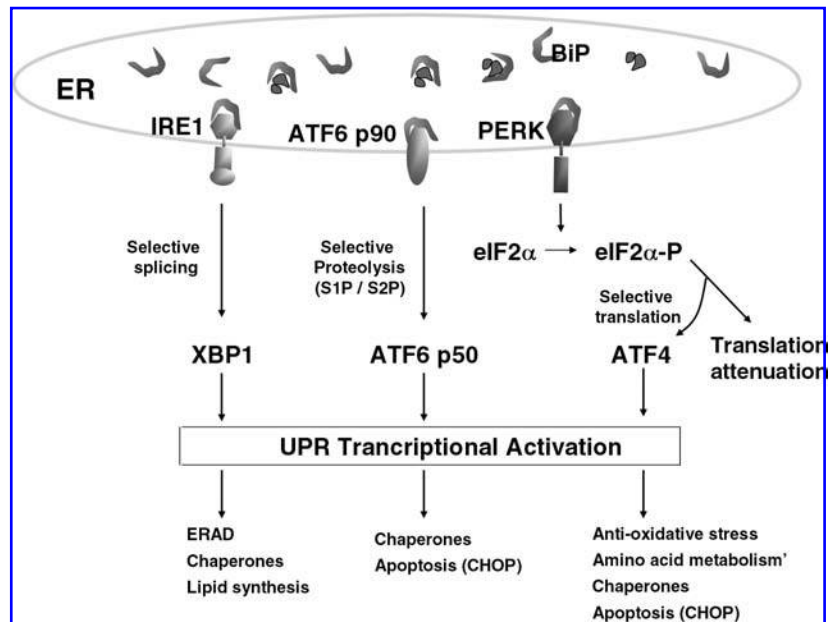 BiP
ER
IRE1
ATF6 p90
PERK
Selective
splicing
Selective
Proteolysis
(S1P / S2P)
eIF2α
eIF2α-P
Selective
translation
XBP1
ATF6 p50
ATF4
Translation
attenuation
UPR Trancriptional Activation
ERAD
Chaperones
Lipid synthesis
Chaperones
Apoptosis (CHOP)
Anti-oxidative stress
Amino acid metabolism’
Chaperones
Apoptosis (CHOP)